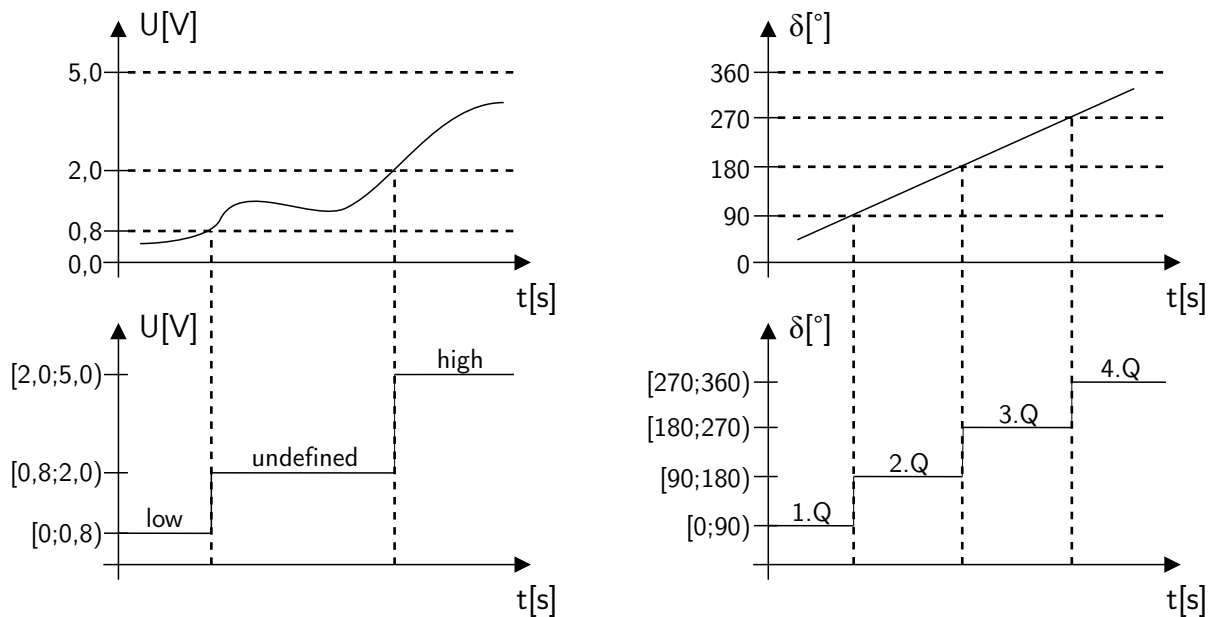 U[V]
5,0
2,0
0,8
0,0
t[s]
δ[°]
360
270
180
90
0
t[s]
U[V]
[2,0;5,0)
high
[0.8;2.0)
undefined
[0;0,8)
low
t[s]
δ[°]
[270;360)
4.Q
[180;270)
3.Q
[90;180)
2.Q
[0;90)
1.Q
t[s]